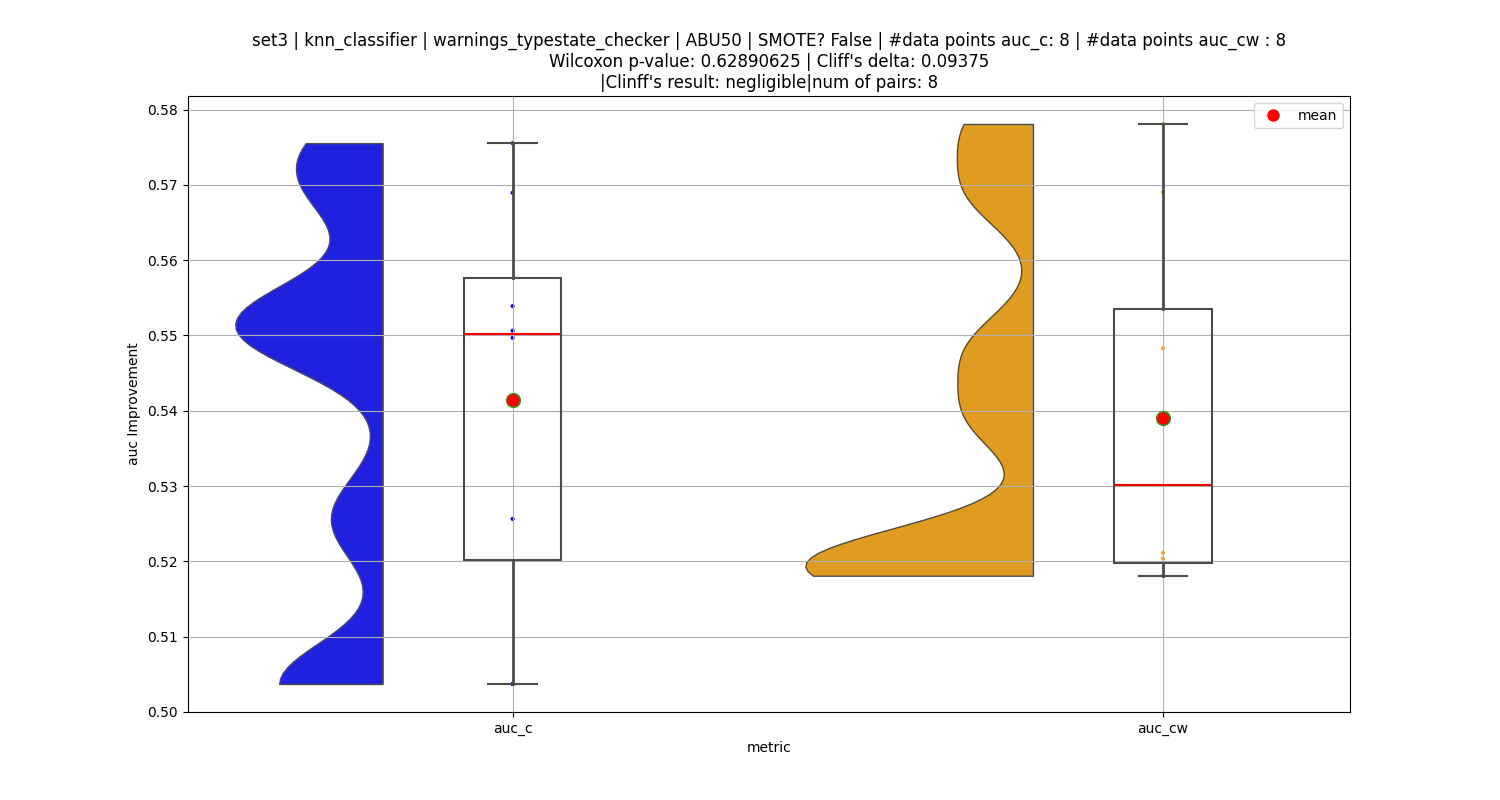 set3 | knn_classifier | warnings_typestate_checker | ABU50 | SMOTE? False | #data points auc_c: 8 | #data points auc_cw : 8
Wilcoxon p-value: 0.62890625 | Cliff's delta: 0.09375
|Clinff's result: negligible|num of pairs: 8
mean
0.58
0.57
0.56
0.55
0.54
0.53
0.52
0.51
0.50
auc Improvement
auc_c
auc_cw
metric